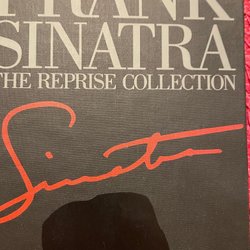 FRANK
SINATRA
THE REPRISE COLLECTION
Sinatra